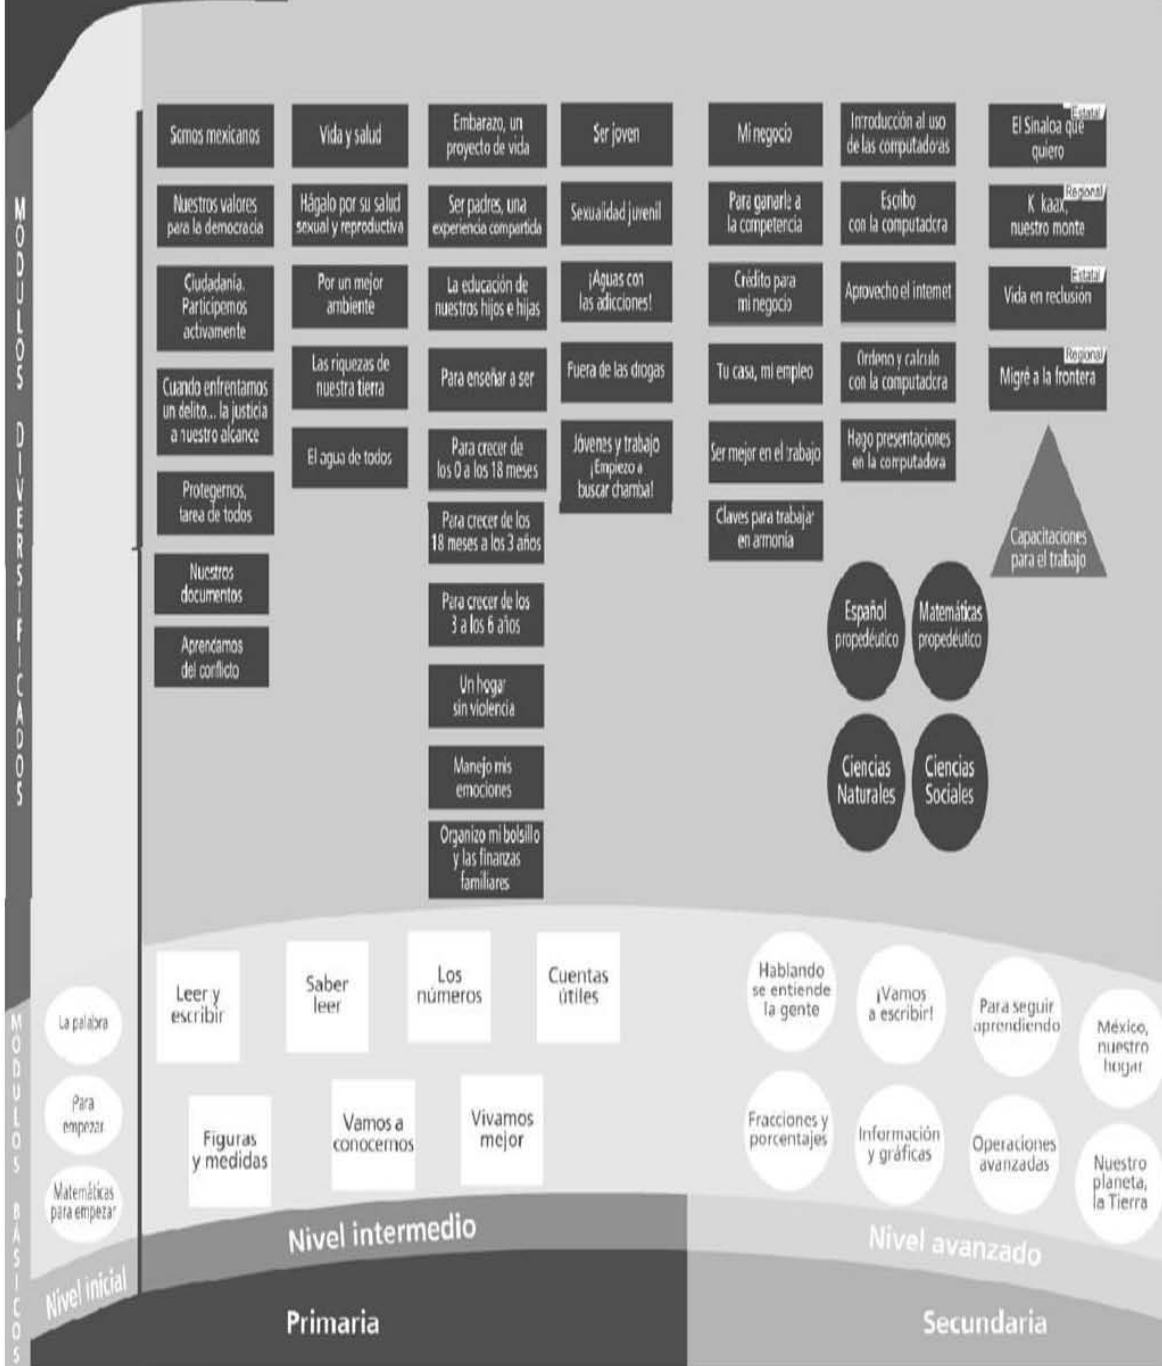 MODULOS DIVERSIFICADOS
Somos mexicanos
Nuestros valores
para la democracia
Ciudadanía.
Participemos
activamente
Cuando enfrentamos
un delito... la justicia
a nuestro alcance
Protegernos,
tarea de todos
Nuestros
documentos
Aprendamos
del conflicto
Vida y salud
Hágalo por su salud
sexual y reproductiva
Por un mejor
ambiente
Las riquezas de
nuestra tierra
El agua de todos
Embarazo, un
proyecto de vida
Ser padres, una
experiencia compartida
La educación de
nuestros hijos e hijas
Para enseñar a ser
Para crecer de
los 0 a los 18 meses
Para crecer de los
18 meses a los 3 años
Para crecer de los
3 a los 6 años
Un hogar
sin violencia
Manejo mis
emociones
Organizo mi bolsillo
y las finanzas
familiares
Ser joven
Sexualidad juvenil
¡Aguas con
las adicciones!
Fuera de las drogas
Jóvenes y trabajo
¡Empiezo a
buscar chamba!
Mi negocio
Para ganarle a
la competencia
Crédito para
mi negocio
Tu casa, mi empleo
Ser mejor en el trabajo
Claves para trabajar
en armonía
Introducción al uso
de las computadoras
Escribo
con la computadora
Aprovecho el internet
Ordeno y calculo
con la computadora
Hago presentaciones
en la computadora
Estatal
El Sinaloa que
quiero
Regional
K kaax,
nuestro monte
Estatal
Vida en reclusión
Regional
Migré a la frontera
Capacitaciones
para el trabajo
Español
propedéutico
Matemáticas
propedéutico
Ciencias
Naturales
Ciencias
Sociales
MODULOS BÁSICOS
La palabra
Para
empezar
Matemáticas
para empezar
Nivel inicial
Leer y
escribir
Saber
leer
Los
números
Cuentas
útiles
Figuras
y medidas
Vamos a
conocernos
Vivamos
mejor
Nivel intermedio
Primaria
Hablando
se entiende
la gente
¡Vamos
a escribir!
Para seguir
aprendiendo
México,
nuestro
hogar
Fracciones y
porcentajes
Información
y gráficas
Operaciones
avanzadas
Nuestro
planeta,
la Tierra
Nivel avanzado
Secundaria